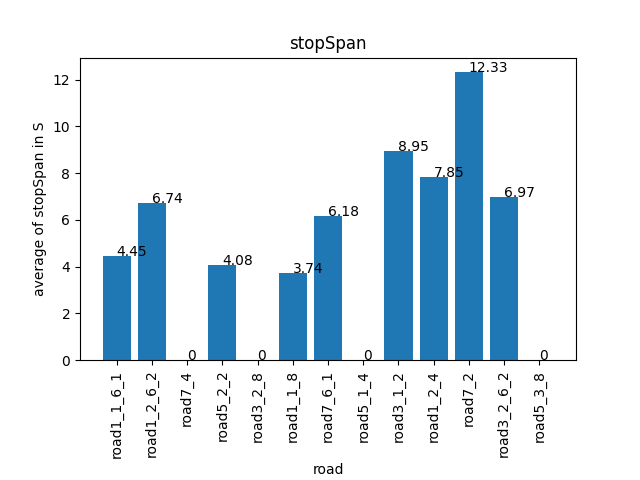 stopSpan
average of stopSpan in S
12
10
8
6
4
2
0
4.45
6.74
0
4.08
0
3.74
6.18
0
8.95
7.85
12.33
6.97
0
road1_1_6_1
road1_2_6_2
road7_4
road5_2_2
road3_2_8
road1_1_8
road7_6_1
road5_1_4
road3_1_2
road1_2_4
road7_2
road3_2_6_2
road5_3_8
road